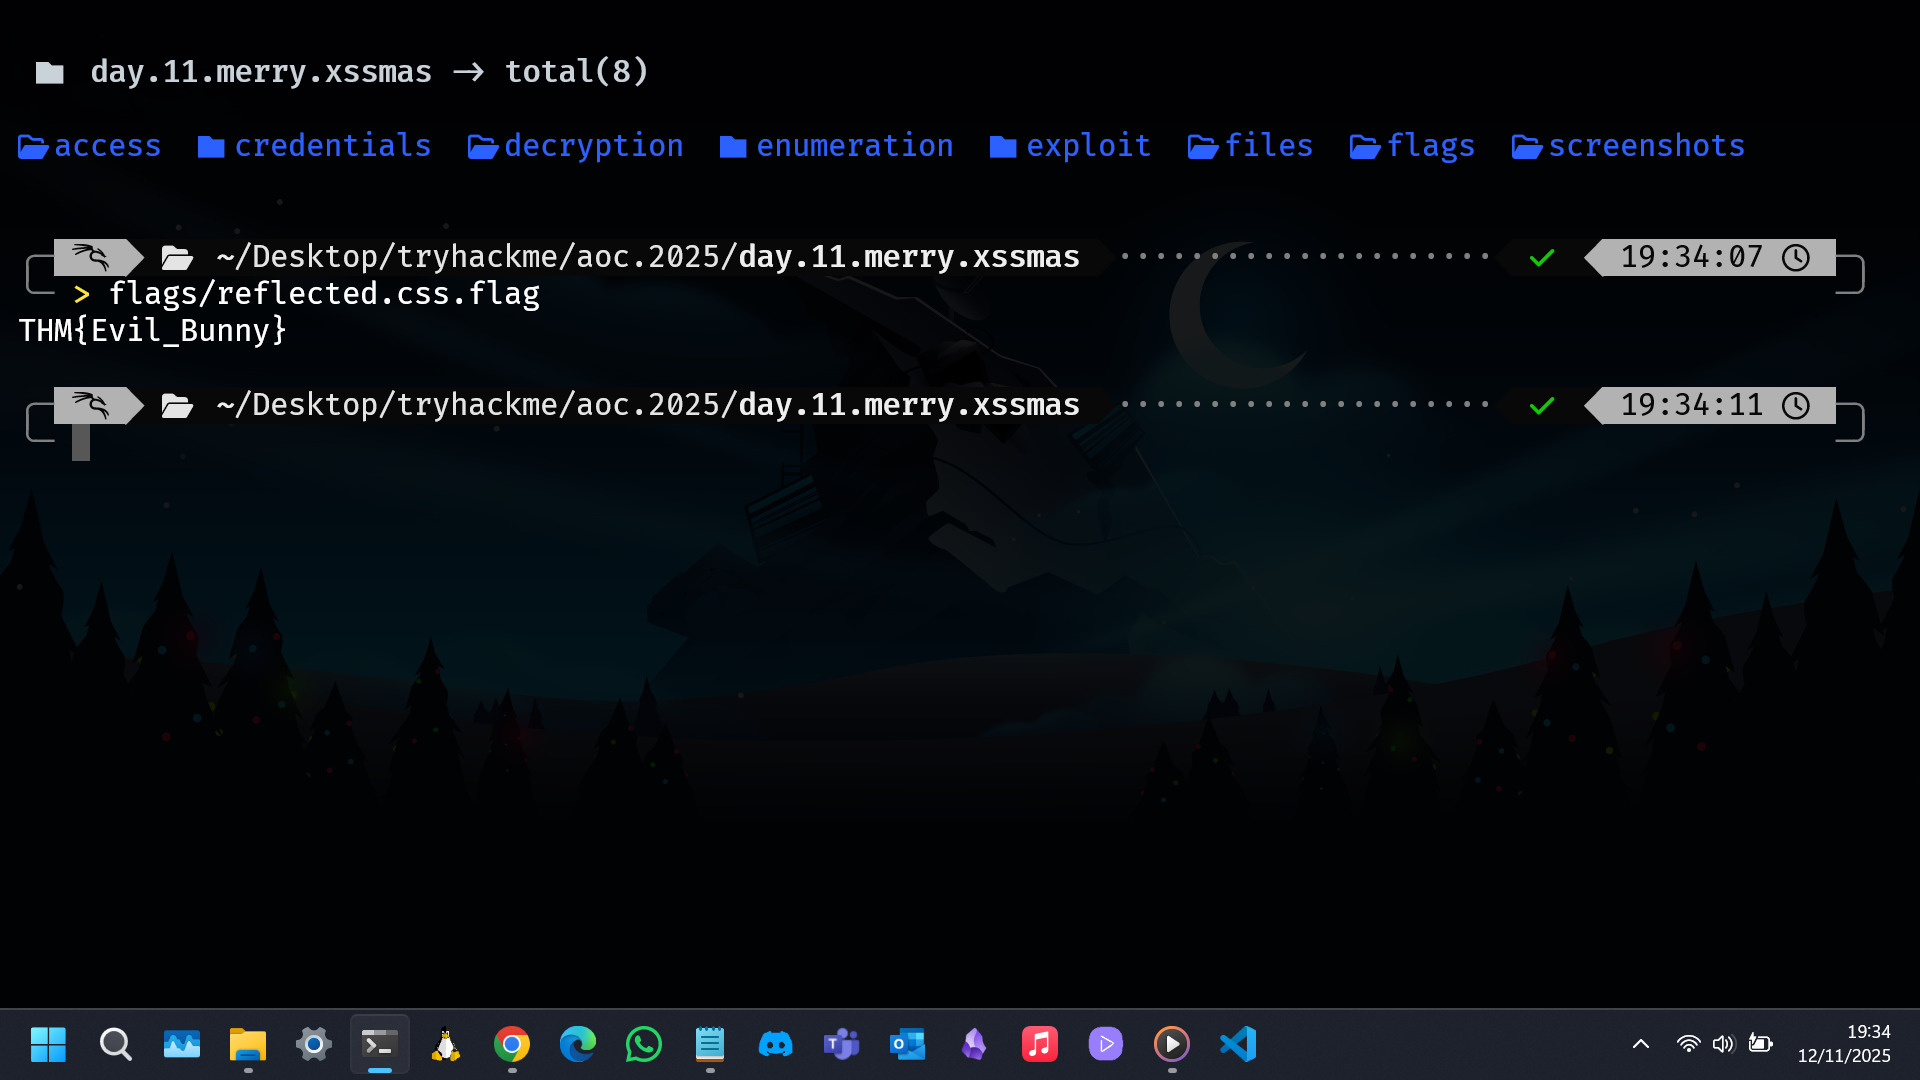 day.11.merry.xssmas → total(8)
access credentials decryption enumeration exploit files flags screenshots
~/Desktop/tryhackme/aoc.2025/day.11.merry.xssmas 19:34:07
> flags/reflected.css.flag
THM{Evil_Bunny}
~/Desktop/tryhackme/aoc.2025/day.11.merry.xssmas 19:34:11
19:34
12/11/2025